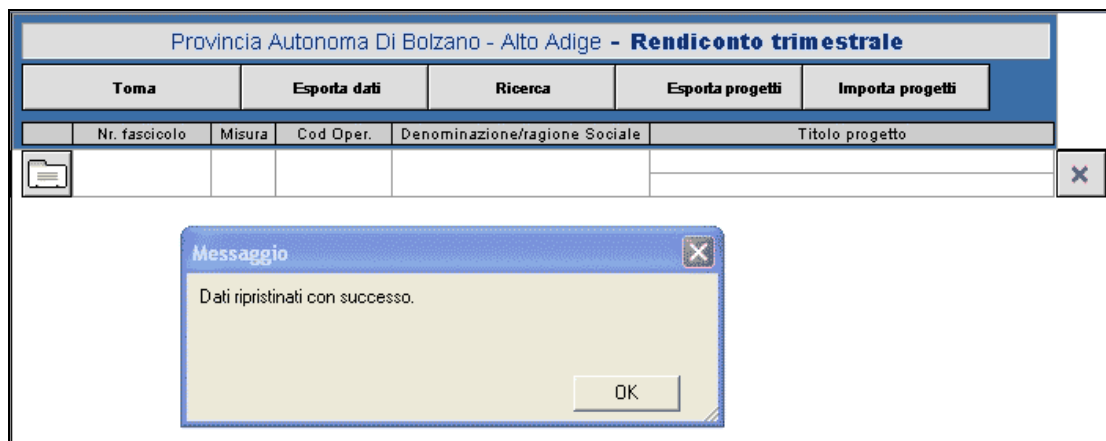 Provincia Autonoma Di Bolzano - Alto Adige - Rendiconto trimestrale
Torna Esporta dati Ricerca Esporta progetti Importa progetti
Nr. fascicolo Misura Cod Oper. Denominazione/ragione Sociale Titolo progetto
Messaggio
Dati ripristinati con successo.
OK